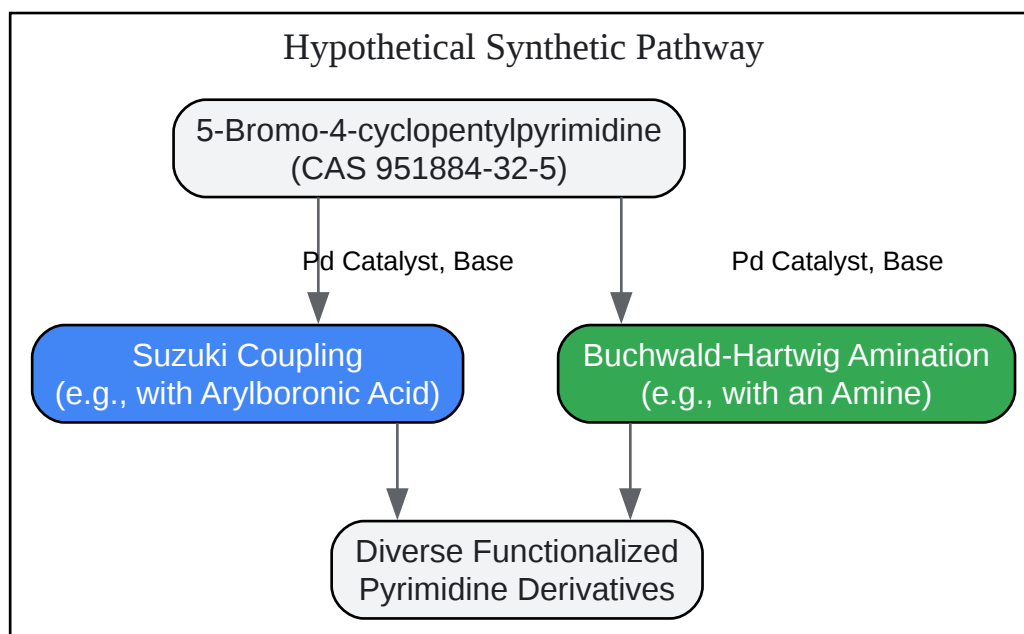 Hypothetical Synthetic Pathway
5-Bromo-4-cyclopentylpyrimidine
(CAS 951884-32-5)
Pd Catalyst, Base
Pd Catalyst, Base
Suzuki Coupling
(e.g., with Arylboronic Acid)
Buchwald-Hartwig Amination
(e.g., with an Amine)
Diverse Functionalized
Pyrimidine Derivatives